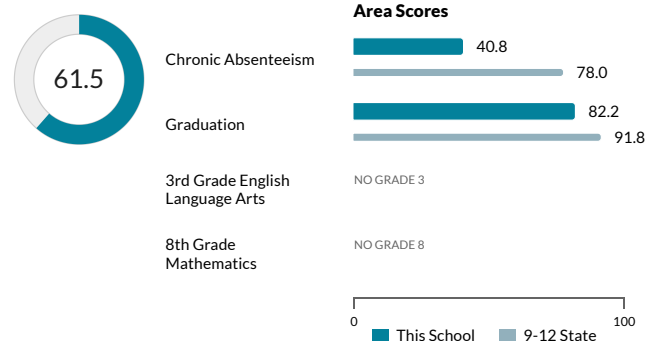 Area Scores
61.5
Chronic Absenteeism
40.8
78.0
Graduation
82.2
91.8
3rd Grade English
Language Arts
NO GRADE 3
8th Grade
Mathematics
NO GRADE 8
0
100
This School
9-12 State